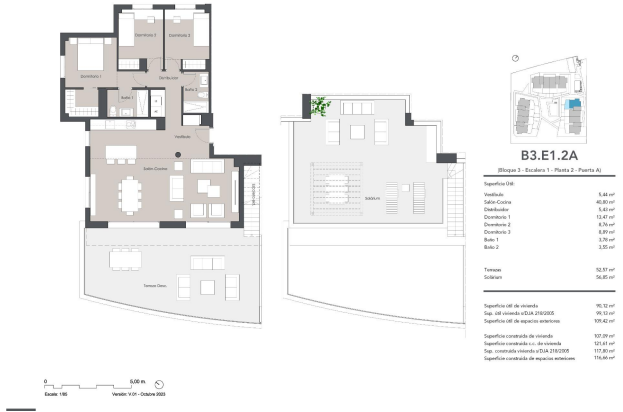 Dormitorio 2
Dormitorio 3
Dormitorio 1
Distribuidor
Baño 1
Baño 2
Vestíbulo
Salón-Cocina
Terraza Desc.
Solárium
B3.E1.2A
(Bloque 3 - Escalera 1 - Planta 2 - Puerta A)
Superficie Útil:
Vestíbulo 5,44 m²
Salón-Cocina 40,80 m²
Distribuidor 5,43 m²
Dormitorio 1 13,47 m²
Dormitorio 2 8,76 m²
Dormitorio 3 8,89 m²
Baño 1 3,78 m²
Baño 2 3,55 m²
Terrazas 52,57 m²
Solárium 56,85 m²
Superficie útil de vivienda 90,12 m²
Sup. útil vivienda s/DJA 218/2005 99,13 m²
Superficie útil de espacios exteriores 109,42 m²
Superficie construida de vivienda 107,09 m²
Superficie construida c.c. de vivienda 121,61 m²
Sup. construida vivienda s/DJA 218/2005 117,80 m²
Superficie construida de espacios exteriores 116,66 m²
0 5,00 m
Escala: 1/85 Versión: V.01 - Octubre 2023